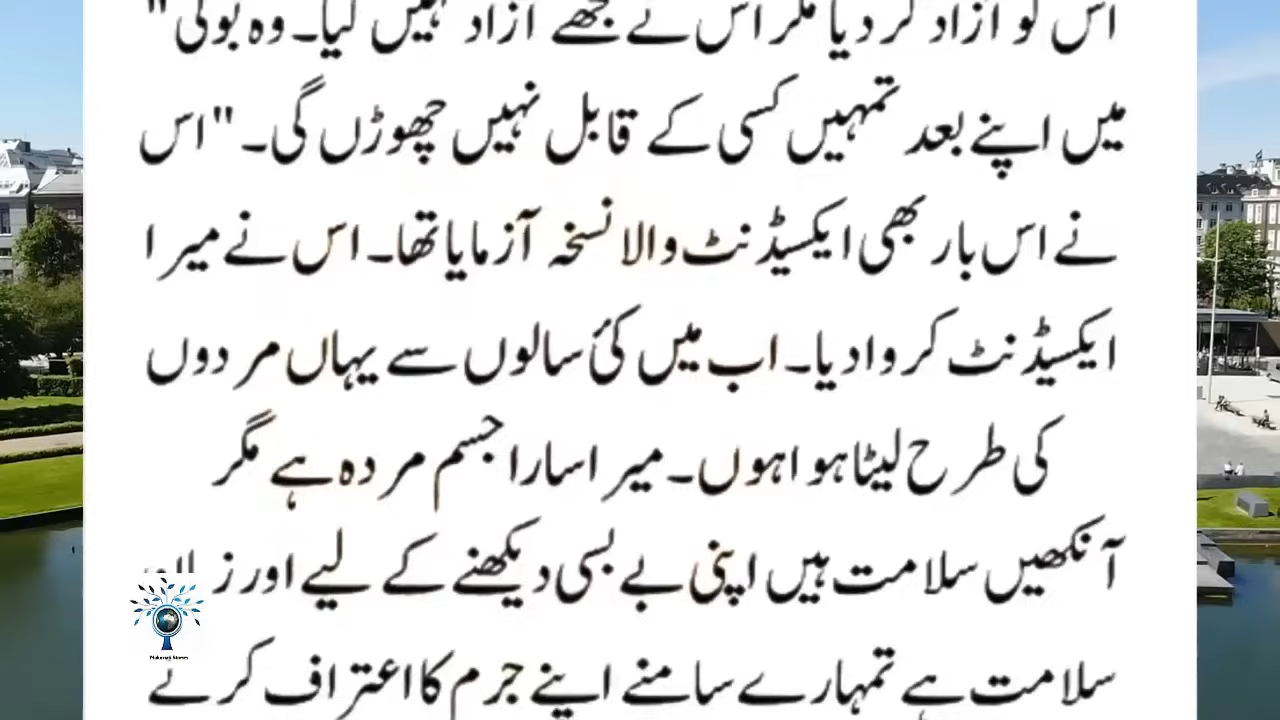 اس کو آزاد کر دیا مگر اس نے مجھے آزاد نہیں کیا۔ وہ بولی "
میں اپنے بعد تمہیں کسی کے قابل نہیں چھوڑں گی۔ "اس
نے اس بار بھی ایکسیڈنٹ والا نسخہ آزمایا تھا۔ اس نے میرا
ایکسیڈنٹ کروا دیا۔ اب میں کئ سالوں سے یہاں مردوں
کی طرح لیٹا ہوا ہوں۔ میرا سارا جسم مردہ ہے مگر
آنکھیں سلامت ہیں اپنی بے بسی دیکھنے کے لیے اور
سلامت ہے تمہارے سامنے اپنے جرم کا اعتراف کرنے